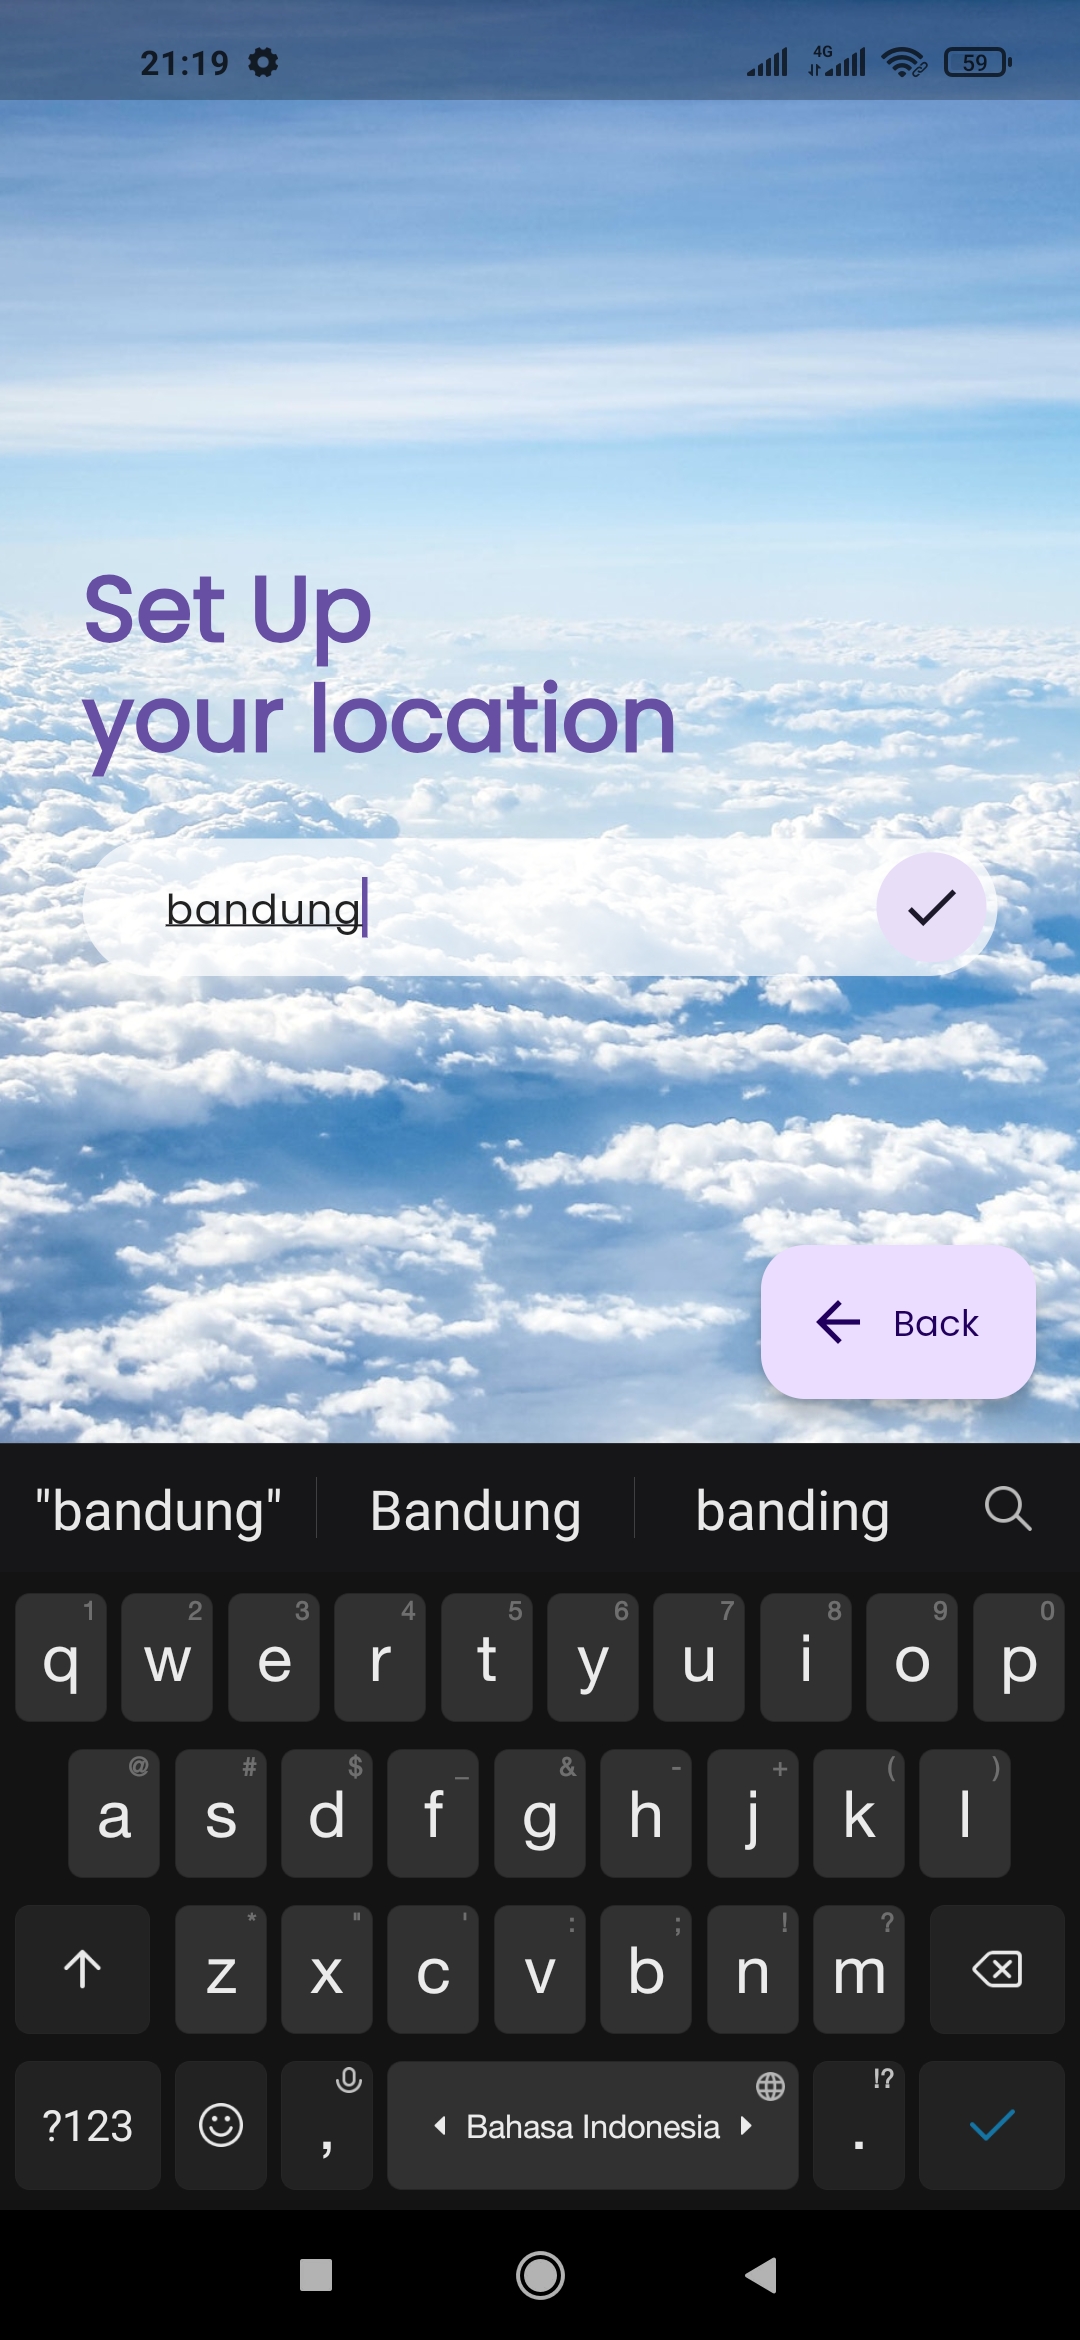 21:19
4G
59
Set Up
your location
bandung
Back
"bandung" Bandung banding
1 2 3 4 5 6 7 8 9 0
q w e r t y u i o p
@ # $ _ & - + ( )
a s d f g h j k l
* " ' : ; ! ?
z x c v b n m
!?
?123 , Bahasa Indonesia .